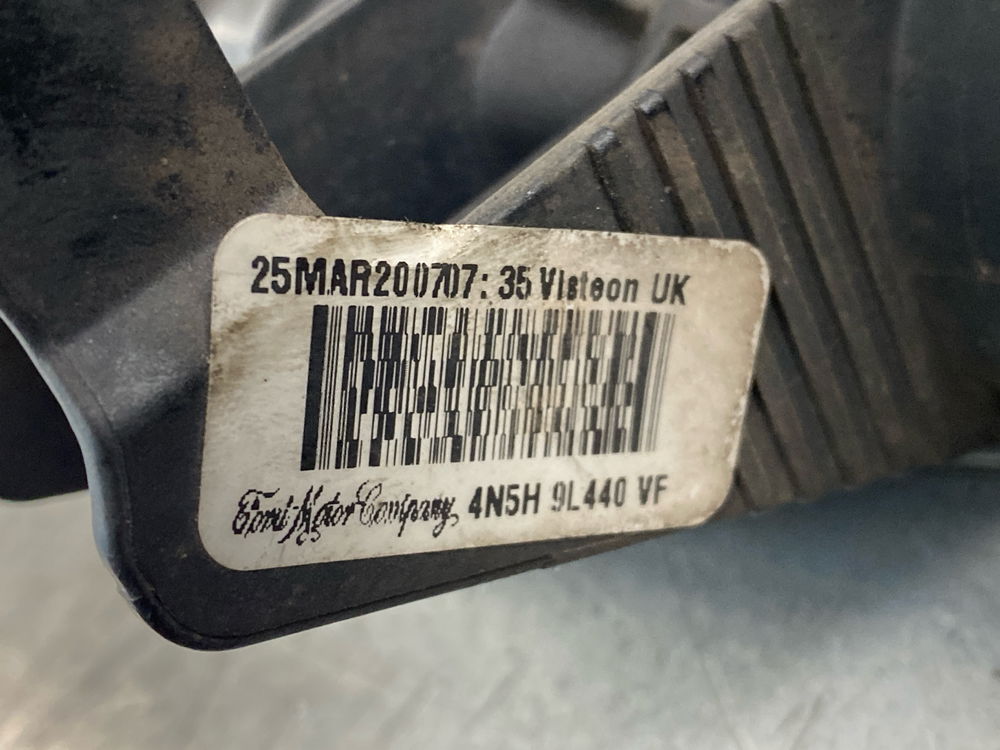 25MAR200707:35 Visteon UK
Ford Motor Company, 4N5H 9L440 VF